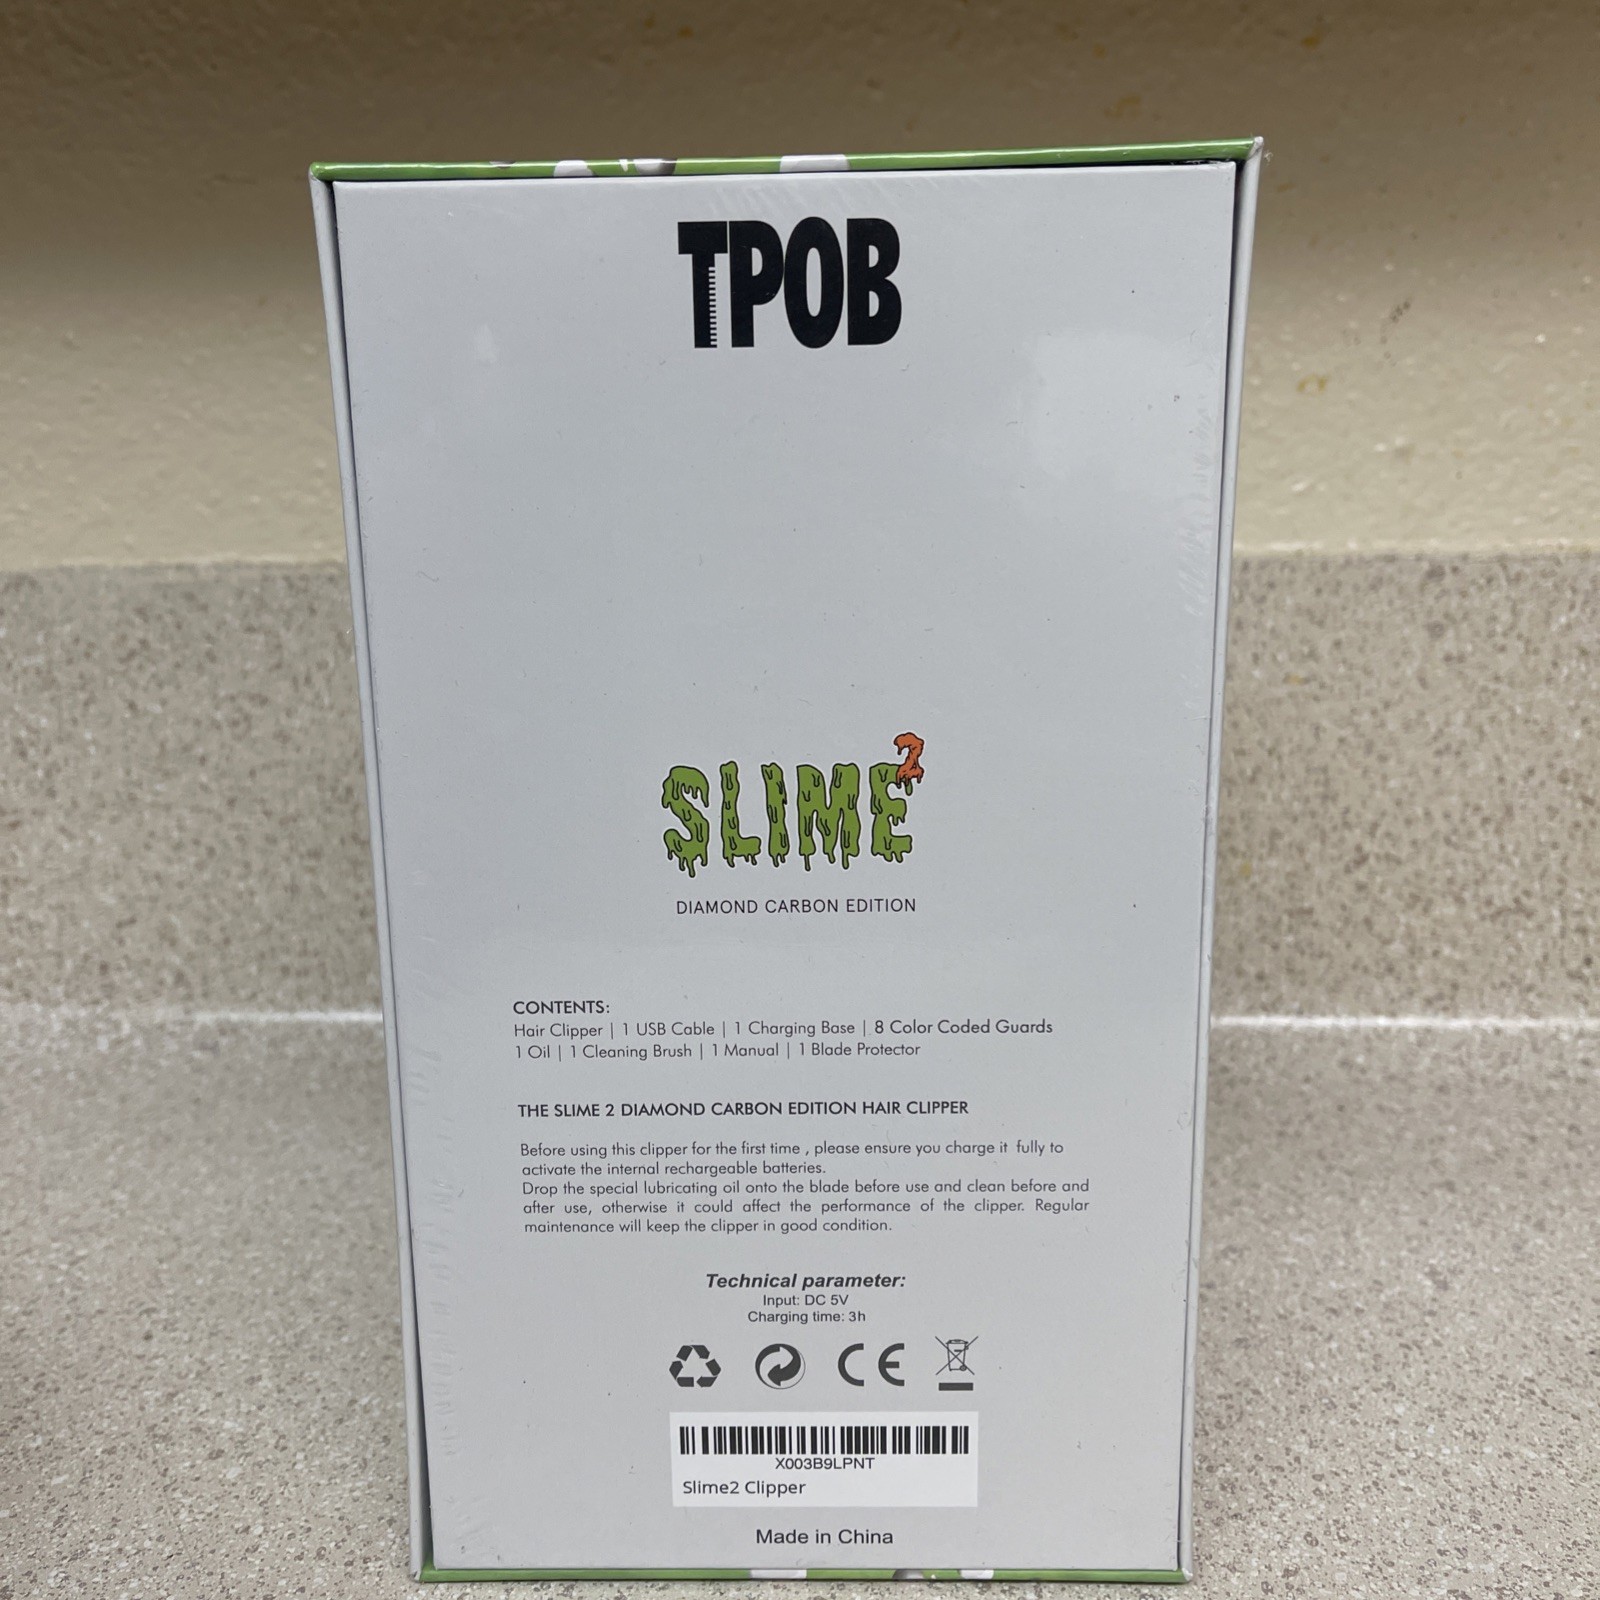 TPOB
SLIME2
DIAMOND CARBON EDITION
CONTENTS:
Hair Clipper | 1 USB Cable | 1 Charging Base | 8 Color Coded Guards
1 Oil | 1 Cleaning Brush | 1 Manual | 1 Blade Protector
THE SLIME 2 DIAMOND CARBON EDITION HAIR CLIPPER
Before using this clipper for the first time , please ensure you charge it fully to
activate the internal rechargeable batteries.
Drop the special lubricating oil onto the blade before use and clean before and
after use, otherwise it could affect the performance of the clipper. Regular
maintenance will keep the clipper in good condition.
Technical parameter:
Input: DC 5V
Charging time: 3h
CE
X003B9LPNT
Slime2 Clipper
Made in China